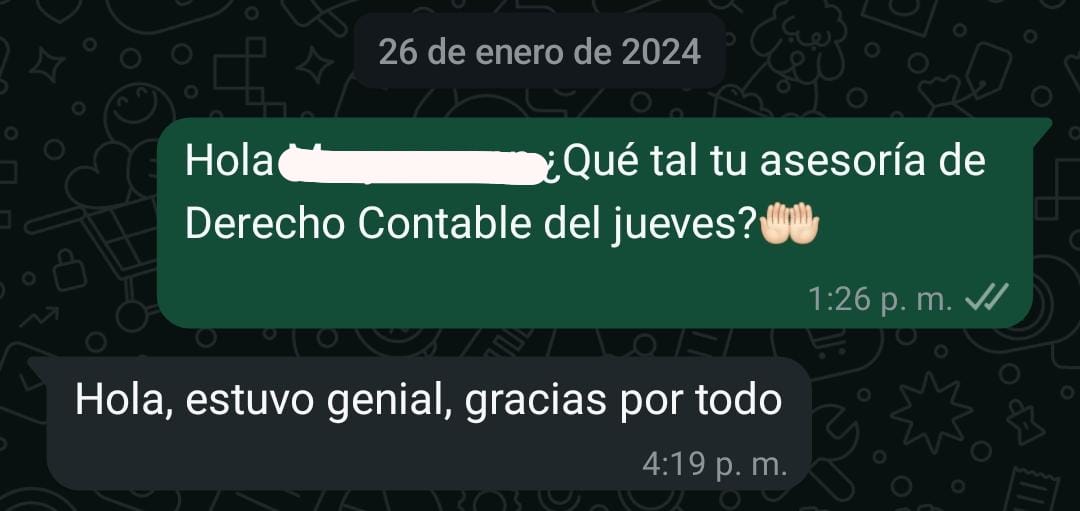 26 de enero de 2024
Hola ¿Qué tal tu asesoría de
Derecho Contable del jueves?🤲🏻
1:26 p. m.
Hola, estuvo genial, gracias por todo
4:19 p. m.